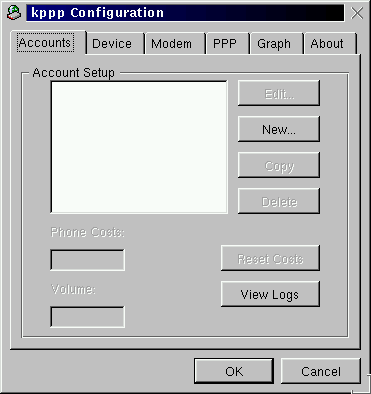 kppp Configuration
Accounts Device Modem PPP Graph About
Account Setup
Edit...
New...
Copy
Delete
Phone Costs:
Reset Costs
Volume:
View Logs
OK Cancel